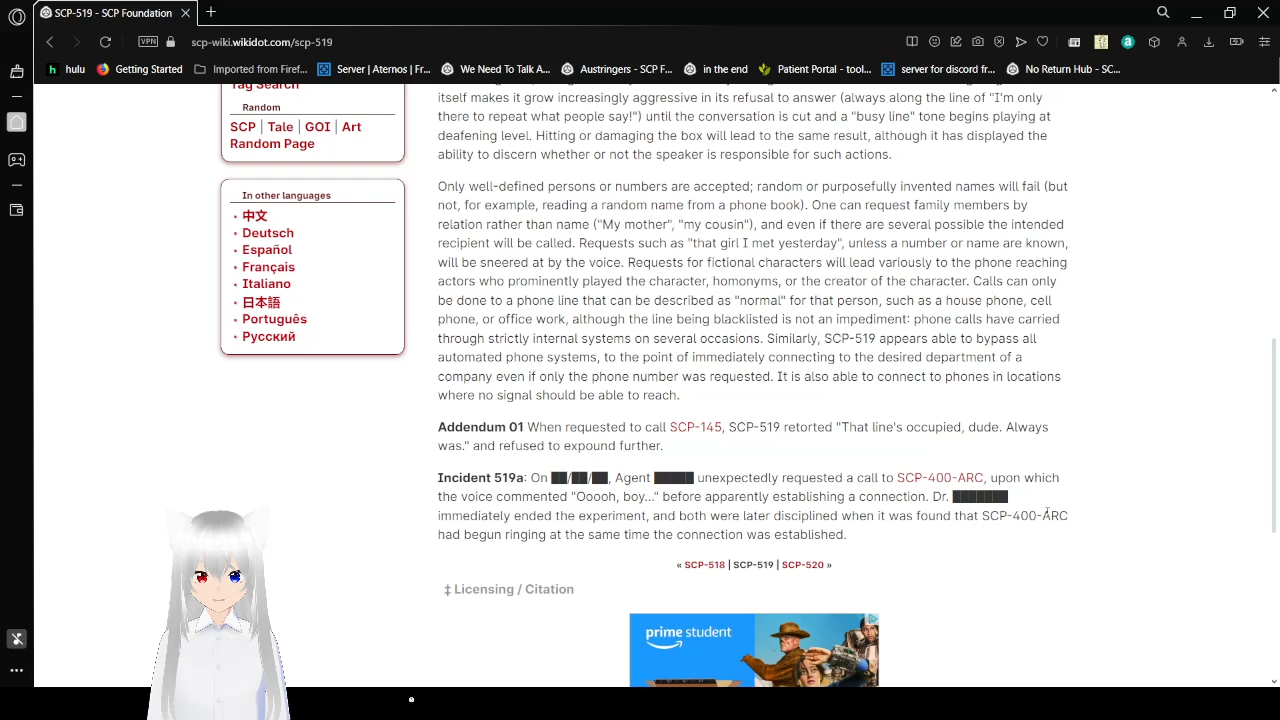 SCP-519 - SCP Foundation
VPN
scp-wiki.wikidot.com/scp-519
hulu
Getting Started
Imported from Firef...
Server | Aternos | Fr...
We Need To Talk A...
Austringers - SCP F...
in the end
Patient Portal - tool...
server for discord fr...
No Return Hub - SC...
Tag Search
Random
SCP | Tale | GOI | Art
Random Page
In other languages
中文
Deutsch
Español
Français
Italiano
日本語
Português
Русский
itself makes it grow increasingly aggressive in its refusal to answer (always along the line of "I'm only
there to repeat what people say!") until the conversation is cut and a "busy line" tone begins playing at
deafening level. Hitting or damaging the box will lead to the same result, although it has displayed the
ability to discern whether or not the speaker is responsible for such actions.
Only well-defined persons or numbers are accepted; random or purposefully invented names will fail (but
not, for example, reading a random name from a phone book). One can request family members by
relation rather than name ("My mother", "my cousin"), and even if there are several possible the intended
recipient will be called. Requests such as "that girl I met yesterday", unless a number or name are known,
will be sneered at by the voice. Requests for fictional characters will lead variously to the phone reaching
actors who prominently played the character, homonyms, or the creator of the character. Calls can only
be done to a phone line that can be described as "normal" for that person, such as a house phone, cell
phone, or office work, although the line being blacklisted is not an impediment: phone calls have carried
through strictly internal systems on several occasions. Similarly, SCP-519 appears able to bypass all
automated phone systems, to the point of immediately connecting to the desired department of a
company even if only the phone number was requested. It is also able to connect to phones in locations
where no signal should be able to reach.
Addendum 01 When requested to call SCP-145, SCP-519 retorted "That line's occupied, dude. Always
was." and refused to expound further.
Incident 519a: On ██/██/██, Agent █████ unexpectedly requested a call to SCP-400-ARC, upon which
the voice commented "Ooooh, boy..." before apparently establishing a connection. Dr. ███████
immediately ended the experiment, and both were later disciplined when it was found that SCP-400-ARC
had begun ringing at the same time the connection was established.
« SCP-518 | SCP-519 | SCP-520 »
‡ Licensing / Citation
prime student